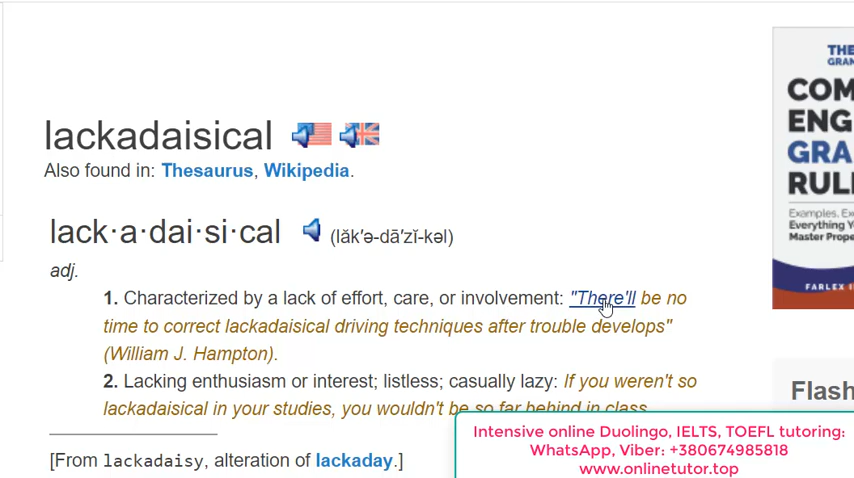 lackadaisical
Also found in: Thesaurus, Wikipedia.
lack·a·dai·si·cal (lăk′ə-dā′zĭ-kəl)
adj.
1. Characterized by a lack of effort, care, or involvement: "There'll be no
time to correct lackadaisical driving techniques after trouble develops"
(William J. Hampton).
2. Lacking enthusiasm or interest; listless; casually lazy: If you weren't so
lackadaisical in your studies, you wouldn't be so far behind in class.
[From lackadaisy, alteration of lackaday.]
THE
GRAN
COM
ENG
GRA
RUL
Examples, Exc
Everything Yo
Master Prope
FARLEX I
Flash
Intensive online Duolingo, IELTS, TOEFL tutoring:
WhatsApp, Viber: +380674985818
www.onlinetutor.top